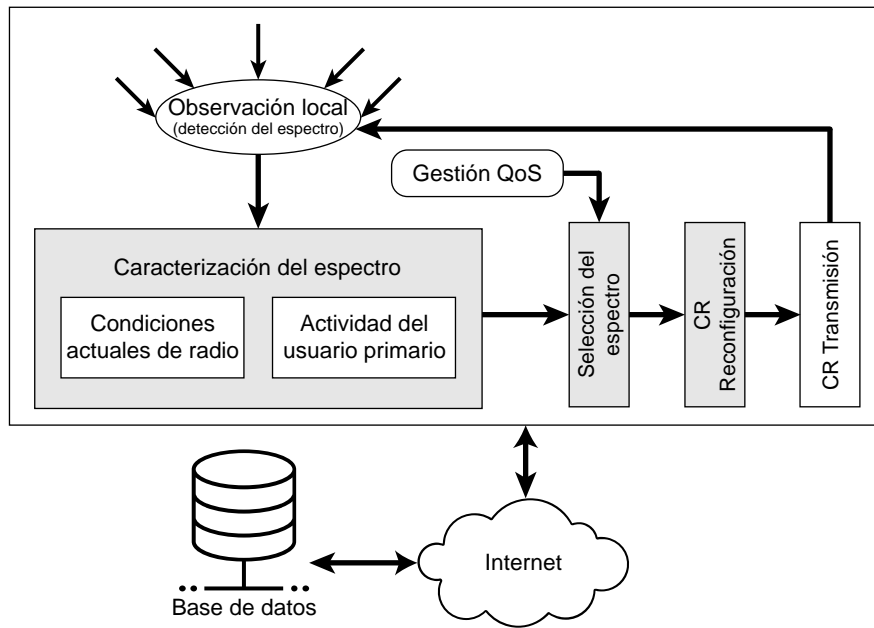 Observación local
(detección del espectro)
Gestión QoS
Caracterización del espectro
Condiciones
actuales de radio
Actividad del
usuario primario
Selección del
espectro
CR
Reconfiguración
CR Transmisión
Internet
Base de datos